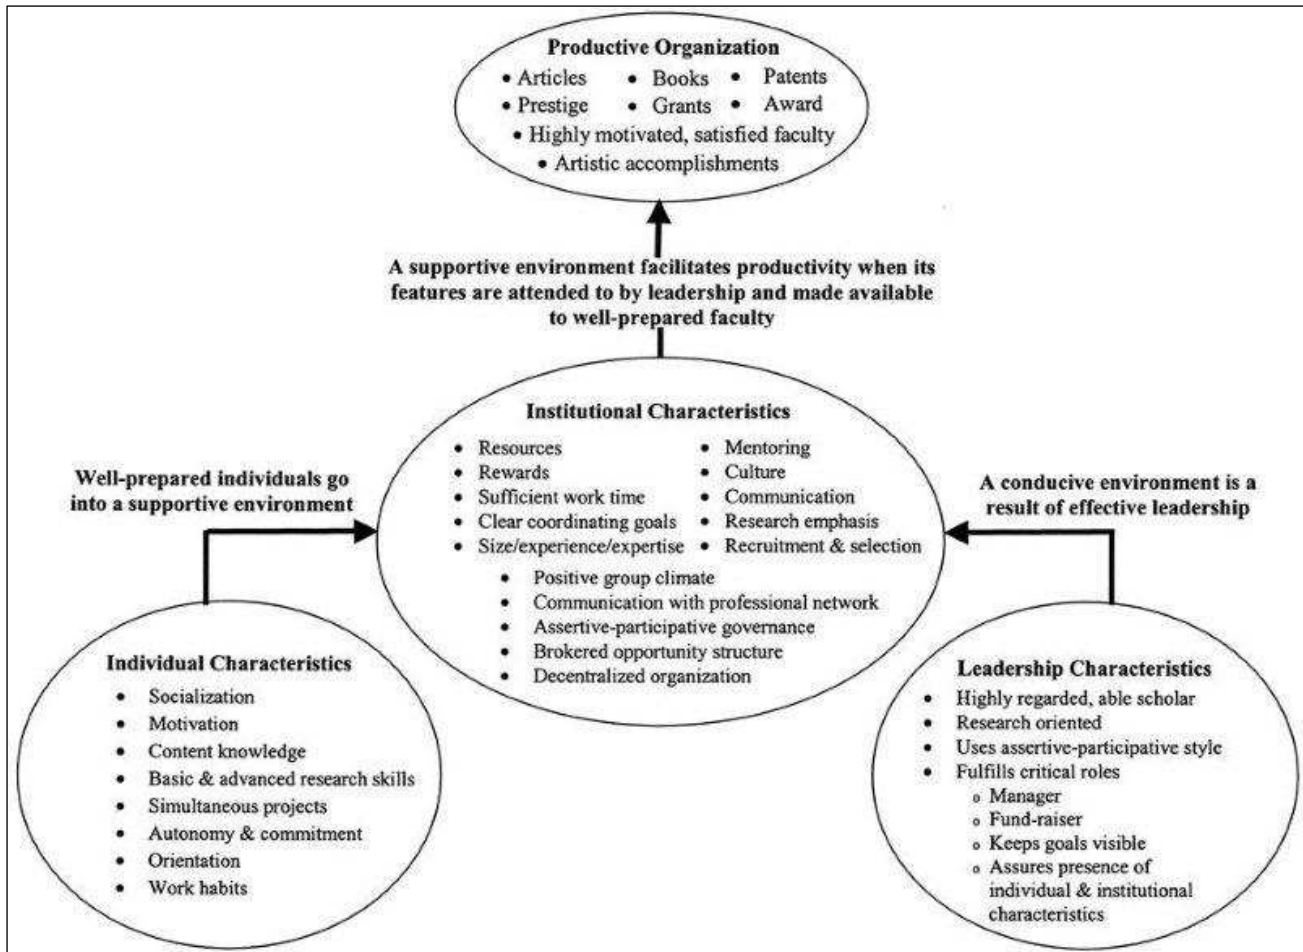 Productive Organization
• Articles • Books • Patents
• Prestige • Grants • Award
• Highly motivated, satisfied faculty
• Artistic accomplishments
A supportive environment facilitates productivity when its
features are attended to by leadership and made available
to well-prepared faculty
Institutional Characteristics
• Resources
• Rewards
• Sufficient work time
• Clear coordinating goals
• Size/experience/expertise
• Mentoring
• Culture
• Communication
• Research emphasis
• Recruitment & selection
• Positive group climate
• Communication with professional network
• Assertive-participative governance
• Brokered opportunity structure
• Decentralized organization
Well-prepared individuals go
into a supportive environment
A conducive environment is a
result of effective leadership
Individual Characteristics
• Socialization
• Motivation
• Content knowledge
• Basic & advanced research skills
• Simultaneous projects
• Autonomy & commitment
• Orientation
• Work habits
Leadership Characteristics
• Highly regarded, able scholar
• Research oriented
• Uses assertive-participative style
• Fulfills critical roles
o Manager
o Fund-raiser
o Keeps goals visible
o Assures presence of
individual & institutional
characteristics